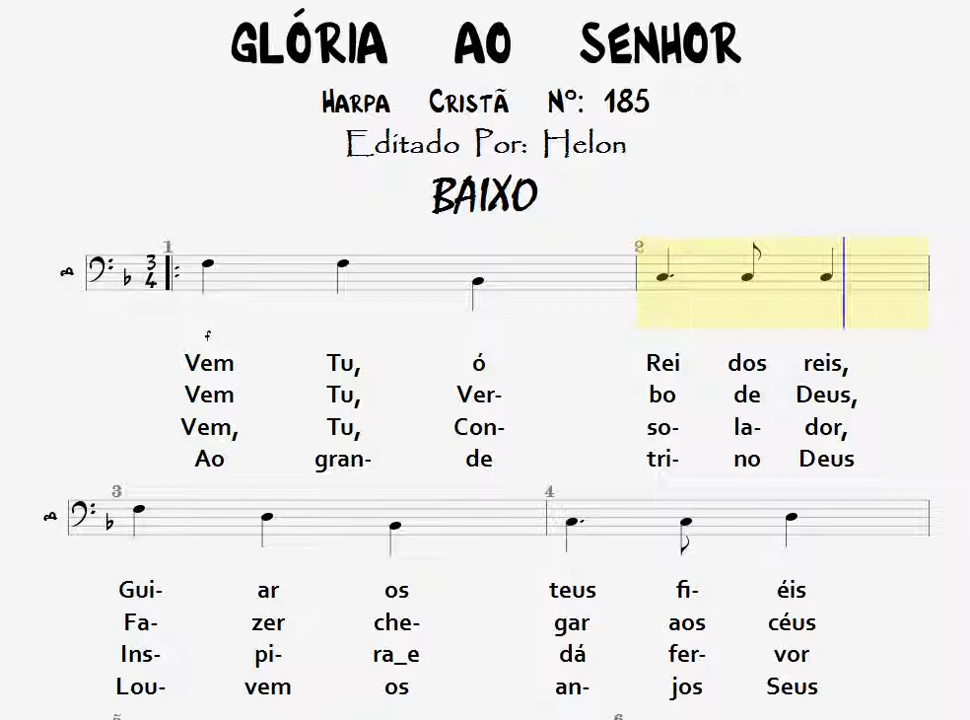 GLÓRIA AO SENHOR
HARPA CRISTÃ Nº: 185
Editado Por: Helon
BAIXO
1 2
B 3 4
f
Vem Tu, ó Rei dos reis,
Vem Tu, Ver- bo de Deus,
Vem, Tu, Con- so- la- dor,
Ao gran- de tri- no Deus
3 4
B
Gui- ar os teus fi- éis
Fa- zer che- gar aos céus
Ins- pi- ra_e dá fer- vor
Lou- vem os an- jos Seus